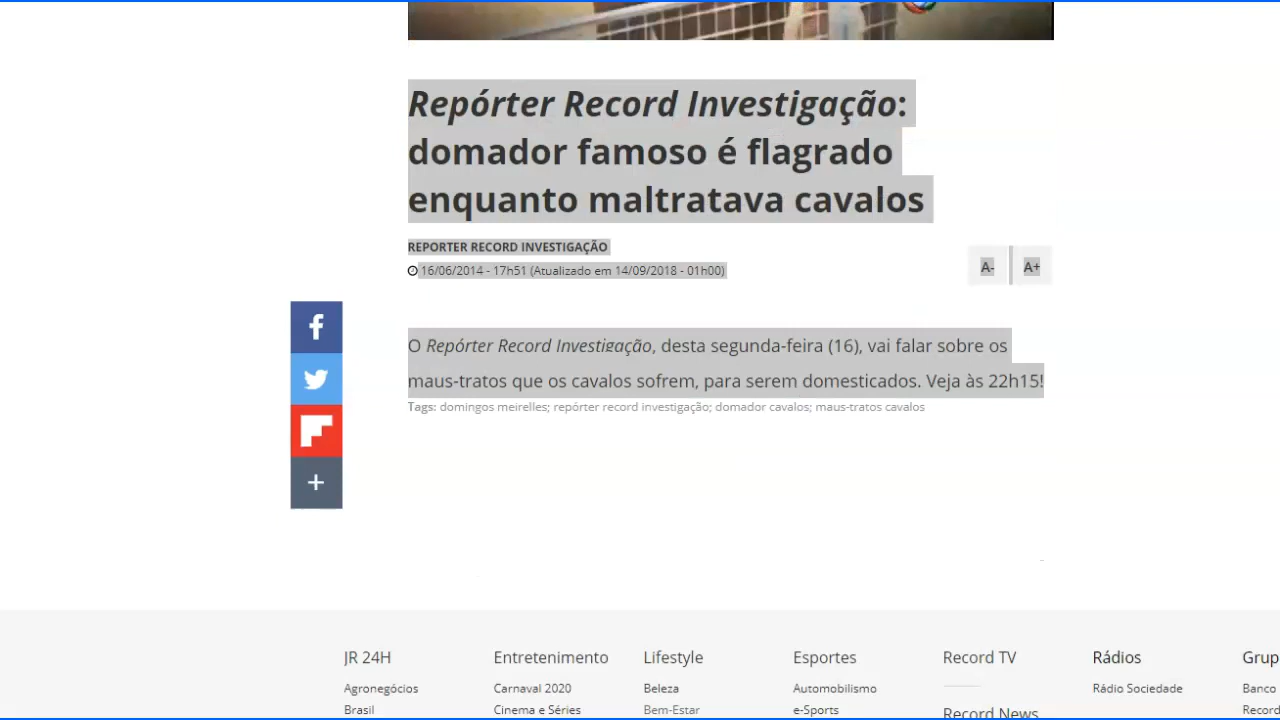 Repórter Record Investigação:
domador famoso é flagrado
enquanto maltratava cavalos
REPORTER RECORD INVESTIGAÇÃO
16/06/2014 - 17h51 (Atualizado em 14/09/2018 - 01h00)
A- A+
O Repórter Record Investigação, desta segunda-feira (16), vai falar sobre os
maus-tratos que os cavalos sofrem, para serem domesticados. Veja às 22h15!
Tags: domingos meirelles; repórter record investigação; domador cavalos; maus-tratos cavalos
JR 24H Entretenimento Lifestyle Esportes Record TV Rádios Grup
Agronegócios Carnaval 2020 Beleza Automobilismo Rádio Sociedade Banco
Brasil Cinema e Séries Bem-Estar e-Sports Record News Record